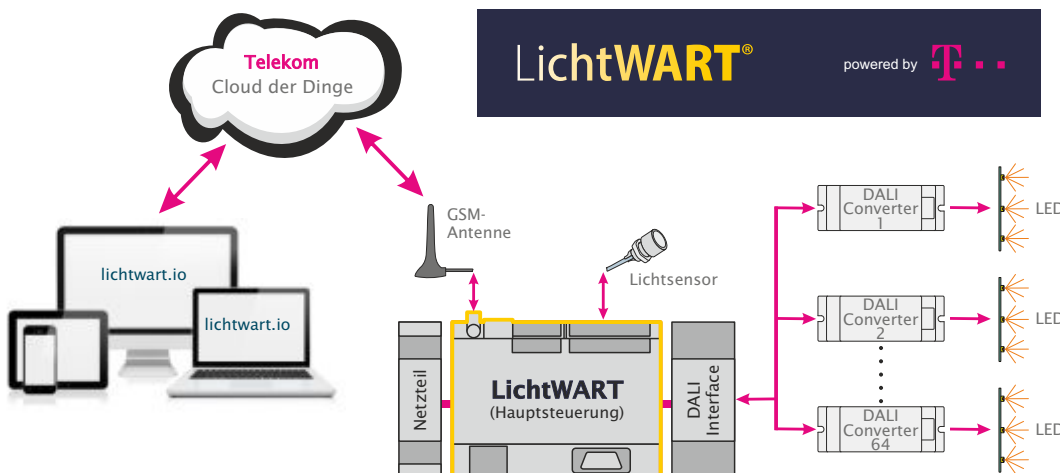 Telekom
Cloud der Dinge
LichtWART®
powered by T
GSM-
Antenne
Lichtsensor
lichtwart.io
lichtwart.io
Netzteil
LichtWART
(Hauptsteuerung)
DALI
Interface
DALI
Converter
1
LED
DALI
Converter
2
LED
DALI
Converter
64
LED